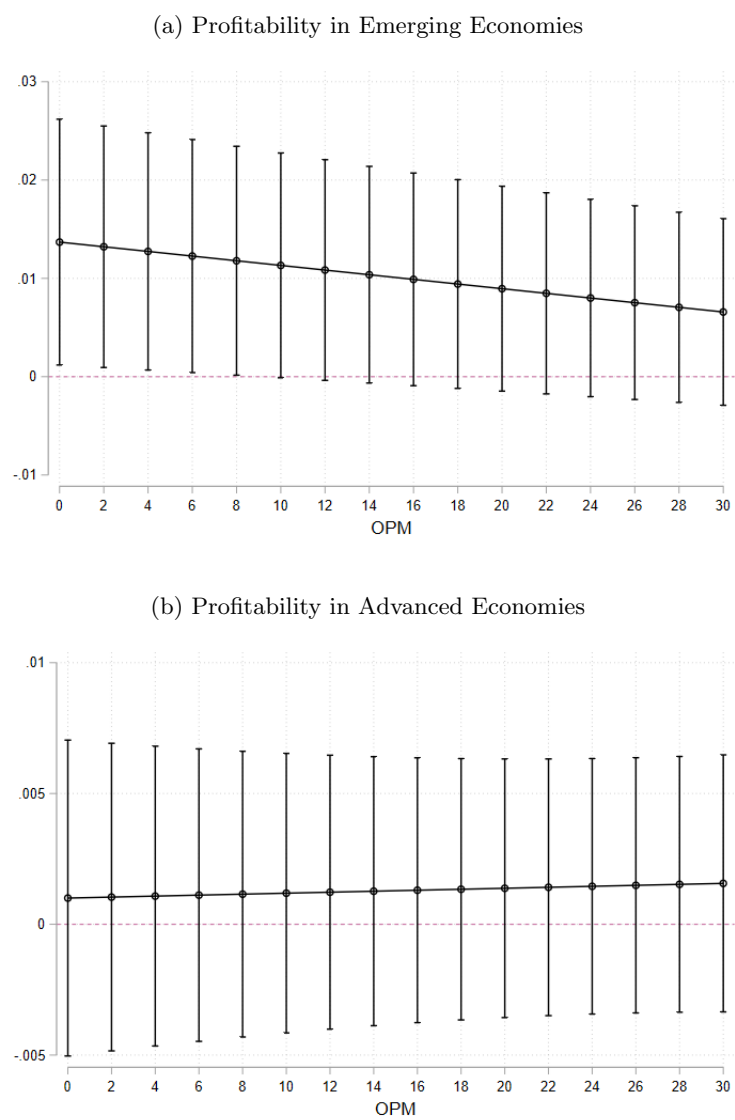 (a) Profitability in Emerging Economies
.03
.02
.01
0
-.01
0 2 4 6 8 10 12 14 16 18 20 22 24 26 28 30
OPM
(b) Profitability in Advanced Economies
.01
.005
0
-.005
0 2 4 6 8 10 12 14 16 18 20 22 24 26 28 30
OPM